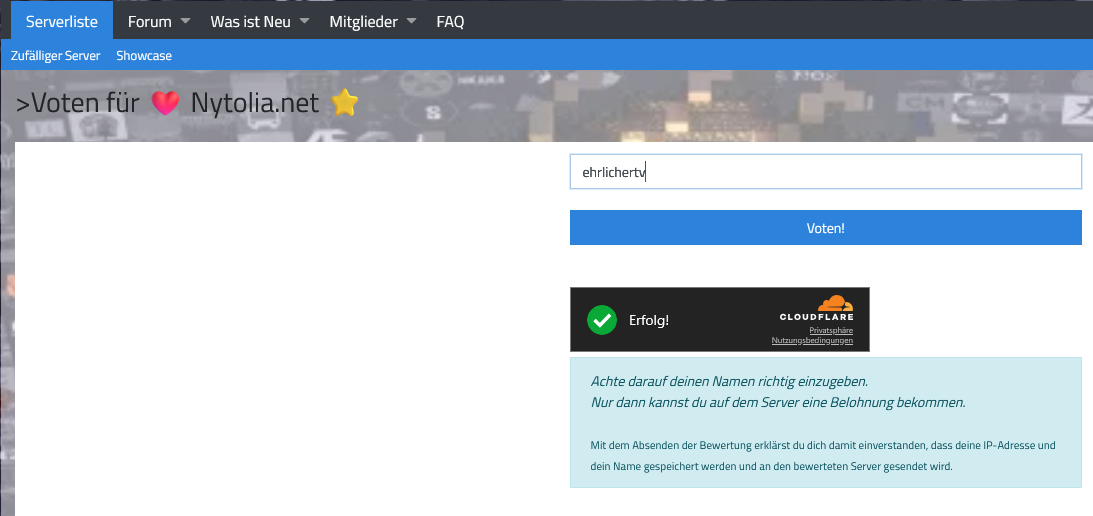 Serverliste Forum Was ist Neu Mitglieder FAQ
Zufälliger Server Showcase
>Voten für ❤️ Nytolia.net ⭐
ehrlichertv
Voten!
Erfolg!
CLOUDFLARE
Privatsphäre
Nutzungsbedingungen
Achte darauf deinen Namen richtig einzugeben.
Nur dann kannst du auf dem Server eine Belohnung bekommen.
Mit dem Absenden der Bewertung erklärst du dich damit einverstanden, dass deine IP-Adresse und
dein Name gespeichert werden und an den bewerteten Server gesendet wird.